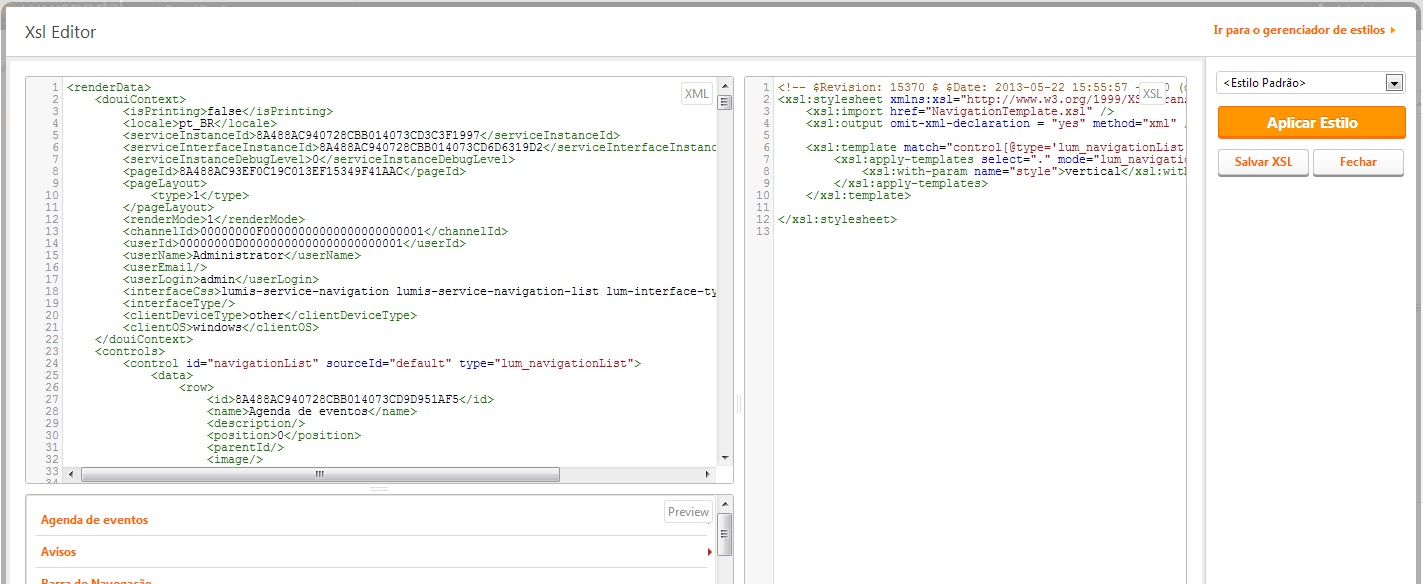 Xsl Editor
Ir para o gerenciador de estilos
XML
1 <renderData>
2 <douiContext>
3 <isPrinting>false</isPrinting>
4 <locale>pt_BR</locale>
5 <serviceInstanceId>8A488AC940728CBB014073CD3C3F1997</serviceInstanceId>
6 <serviceInterfaceInstanceId>8A488AC940728CBB014073CD6D6319D2</serviceInterfaceInstanc
7 <serviceInstanceDebugLevel>0</serviceInstanceDebugLevel>
8 <pageId>8A488AC93EF0C19C013EF15349F41AAC</pageId>
9 <pageLayout>
10 <type>1</type>
11 </pageLayout>
12 <renderMode>1</renderMode>
13 <channelId>00000000F00000000000000000000001</channelId>
14 <userId>00000000D00000000000000000000001</userId>
15 <userName>Administrator</userName>
16 <userEmail/>
17 <userLogin>admin</userLogin>
18 <interfaceCss>lumis-service-navigation lumis-service-navigation-list lum-interface-ty
19 <interfaceType/>
20 <clientDeviceType>other</clientDeviceType>
21 <clientOS>windows</clientOS>
22 </douiContext>
23 <controls>
24 <control id="navigationList" sourceId="default" type="lum_navigationList">
25 <data>
26 <row>
27 <id>8A488AC940728CBB014073CD9D951AF5</id>
28 <name>Agenda de eventos</name>
29 <description/>
30 <position>0</position>
31 <parentId/>
32 <image/>
33
34
Preview
Agenda de eventos
Avisos
Barra de Navegação
XSL
1 <!-- $Revision: 15370 $ $Date: 2013-05-22 15:55:57
2 <xsl:stylesheet xmlns:xsl="http://www.w3.org/1999/XS
3 <xsl:import href="NavigationTemplate.xsl" />
4 <xsl:output omit-xml-declaration = "yes" method="xml" /
5
6 <xsl:template match="control[@type='lum_navigationList
7 <xsl:apply-templates select="." mode="lum_navigatio
8 <xsl:with-param name="style">vertical</xsl:with
9 </xsl:apply-templates>
10 </xsl:template>
11
12 </xsl:stylesheet>
13
<Estilo Padrão>
Aplicar Estilo
Salvar XSL
Fechar